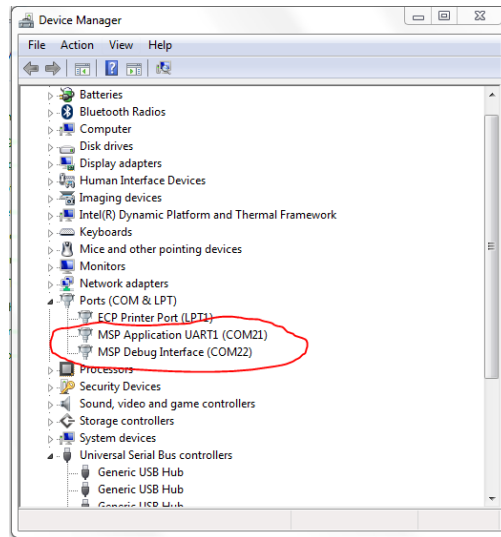 Device Manager
File Action View Help
Batteries
Bluetooth Radios
Computer
Disk drives
Display adapters
Human Interface Devices
Imaging devices
Intel(R) Dynamic Platform and Thermal Framework
Keyboards
Mice and other pointing devices
Monitors
Network adapters
Ports (COM & LPT)
ECP Printer Port (LPT1)
MSP Application UART1 (COM21)
MSP Debug Interface (COM22)
Processors
Security Devices
Sound, video and game controllers
Storage controllers
System devices
Universal Serial Bus controllers
Generic USB Hub
Generic USB Hub
Generic USB Hub